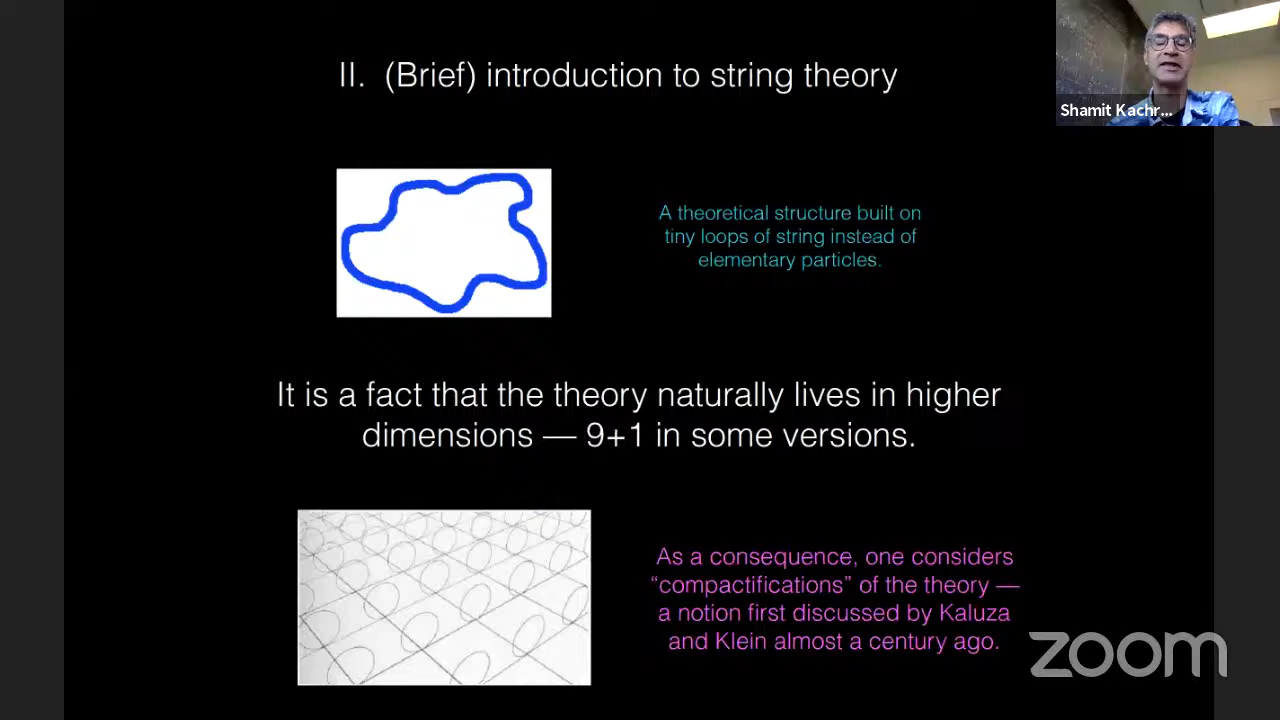 II. (Brief) introduction to string theory
Shamit Kachr...
A theoretical structure built on
tiny loops of string instead of
elementary particles.
It is a fact that the theory naturally lives in higher
dimensions — 9+1 in some versions.
As a consequence, one considers
“compactifications” of the theory —
a notion first discussed by Kaluza
and Klein almost a century ago.
zoom